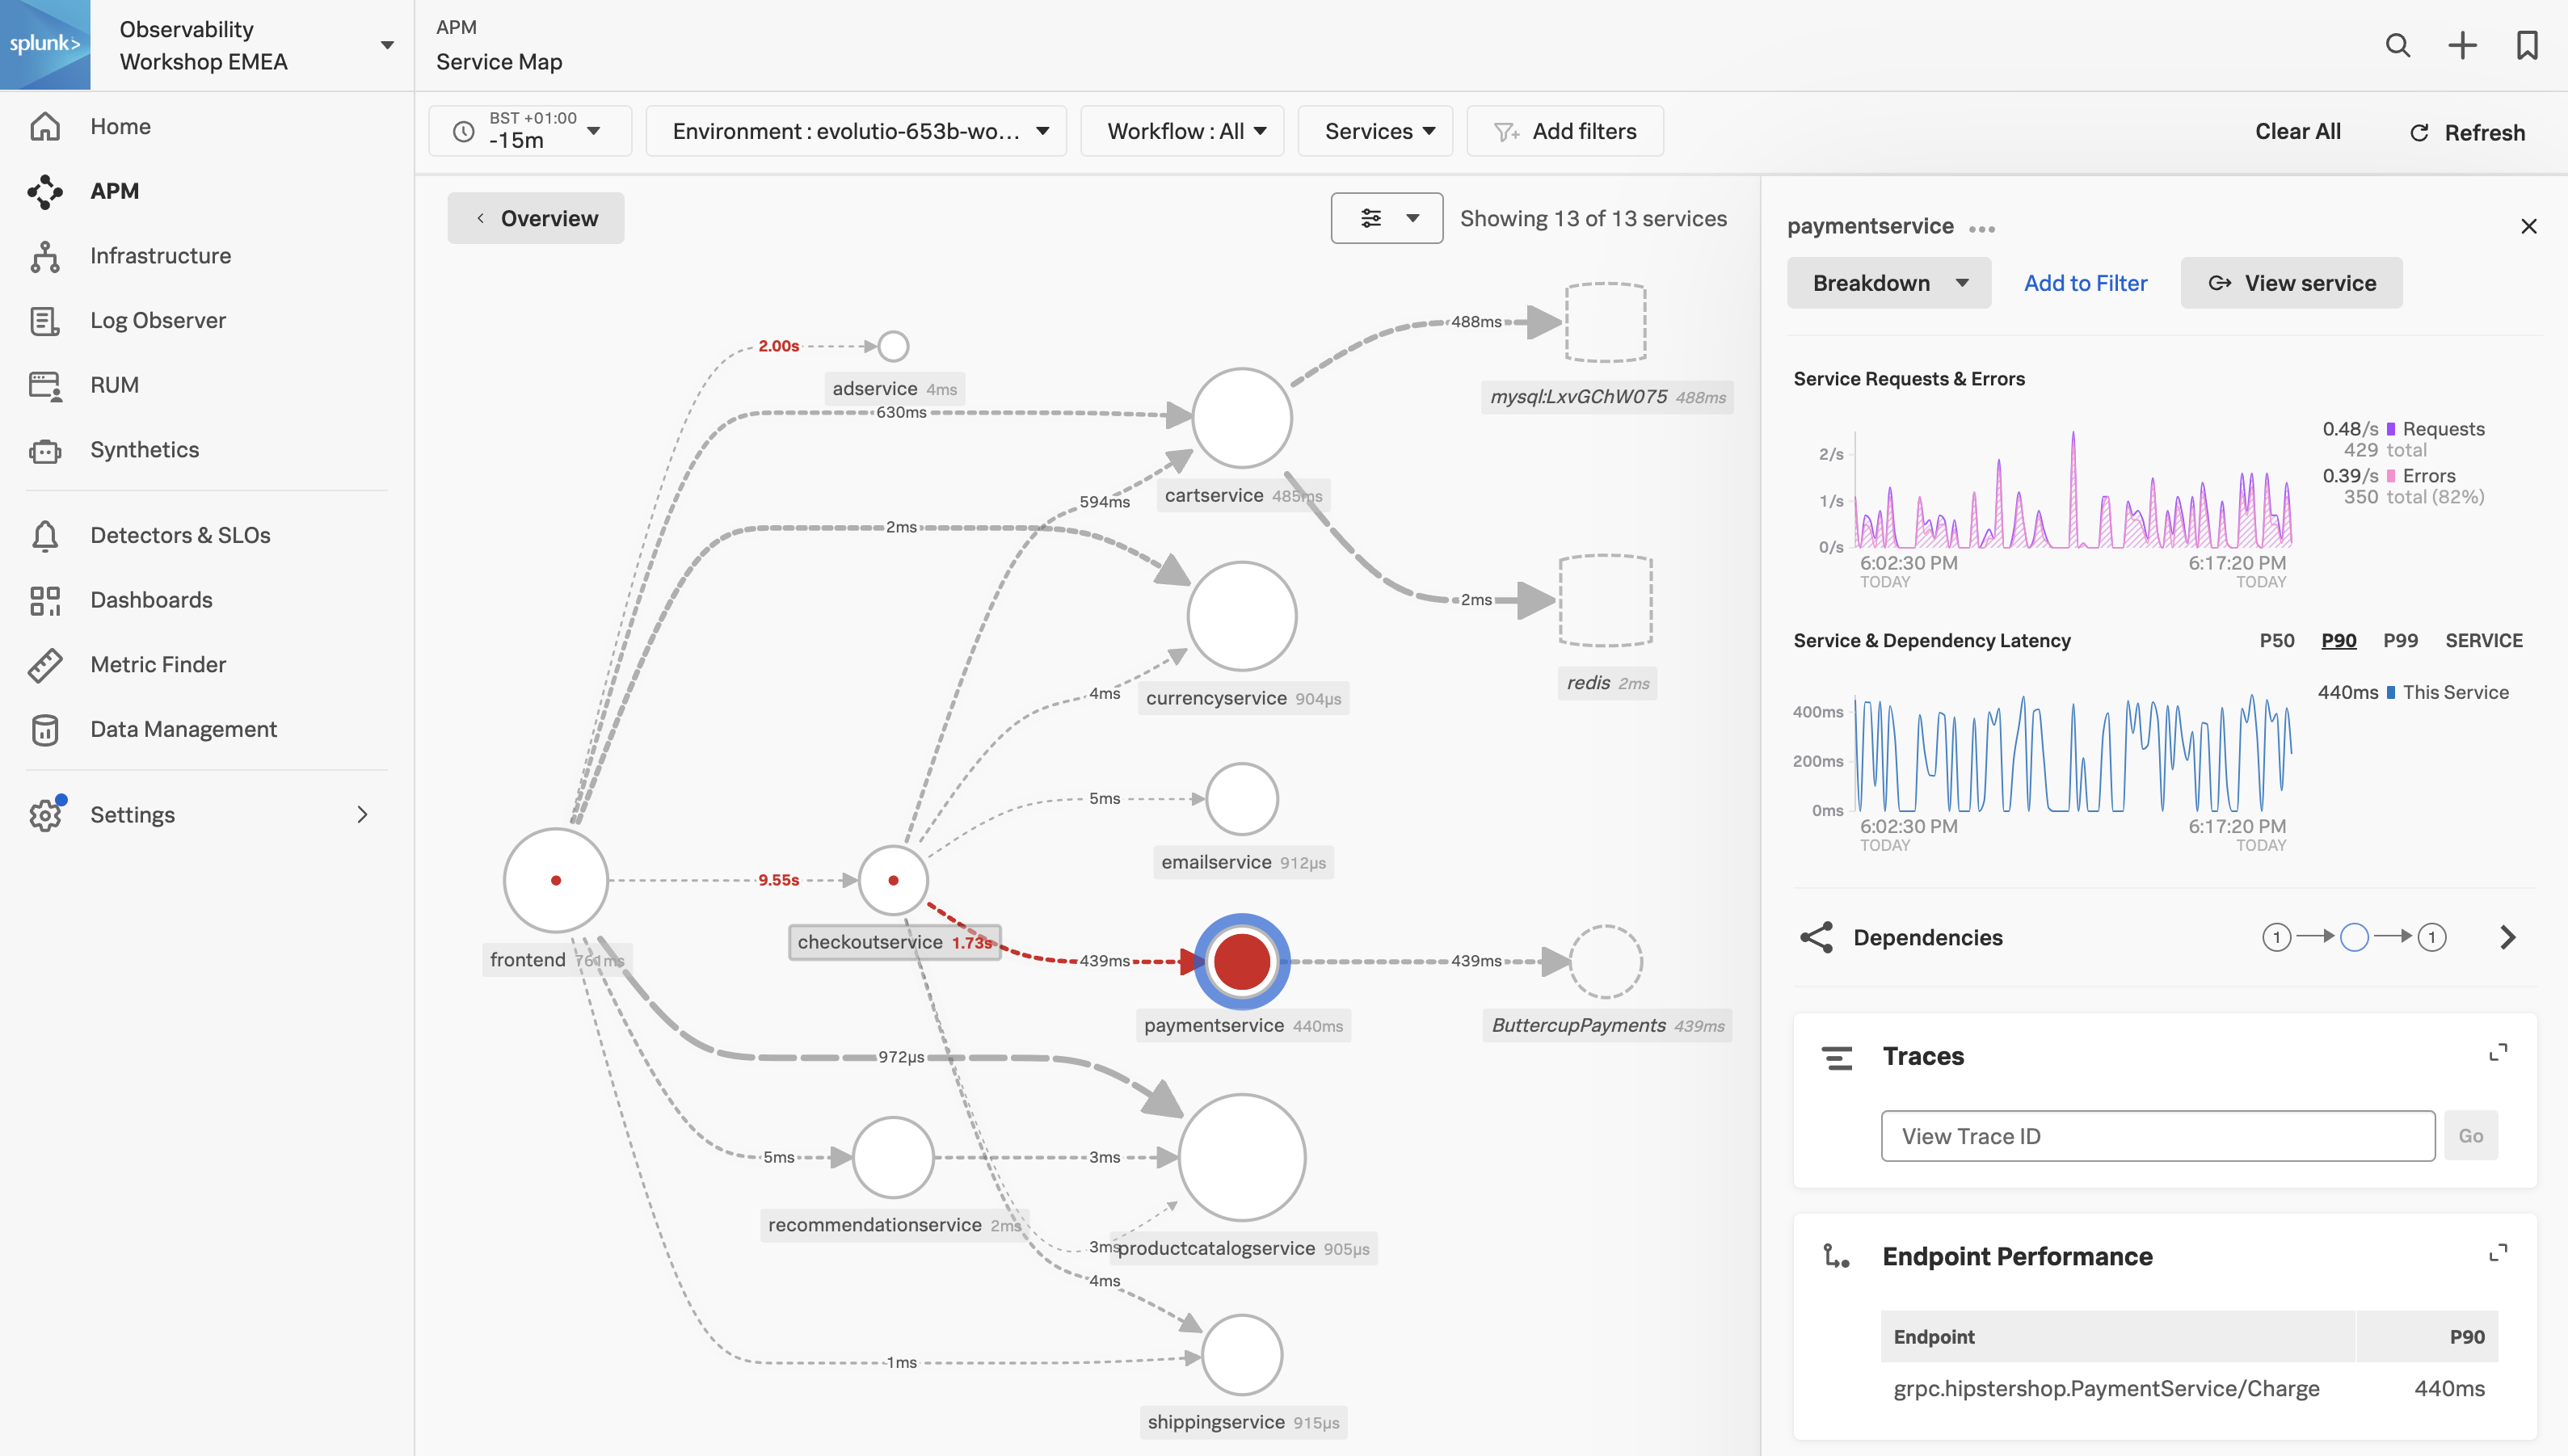 splunk>
Observability
Workshop EMEA
APM
Service Map
Home
APM
Infrastructure
Log Observer
RUM
Synthetics
Detectors & SLOs
Dashboards
Metric Finder
Data Management
Settings
BST +01:00
-15m
Environment : evolutio-653b-wo...
Workflow : All
Services
Add filters
Clear All
Refresh
Overview
Showing 13 of 13 services
488ms
2.00s
adservice 4ms
mysql:LxvGChW075 488ms
630ms
cartservice 485ms
594ms
2ms
2ms
redis 2ms
4ms
currencyservice 904µs
5ms
emailservice 912µs
9.55s
checkoutservice 1.73s
frontend 761ms
439ms
439ms
paymentservice 440ms
ButtercupPayments 439ms
972µs
5ms
3ms
recommendationservice 2ms
3ms
productcatalogservice 905µs
4ms
1ms
shippingservice 915µs
paymentservice
Breakdown
Add to Filter
View service
Service Requests & Errors
2/s
1/s
0/s
6:02:30 PM
TODAY
6:17:20 PM
TODAY
0.48/s Requests
429 total
0.39/s Errors
350 total (82%)
Service & Dependency Latency
P50 P90 P99 SERVICE
400ms
200ms
0ms
6:02:30 PM
TODAY
6:17:20 PM
TODAY
440ms This Service
Dependencies
1
1
Traces
View Trace ID
Go
Endpoint Performance
Endpoint P90
grpc.hipstershop.PaymentService/Charge 440ms